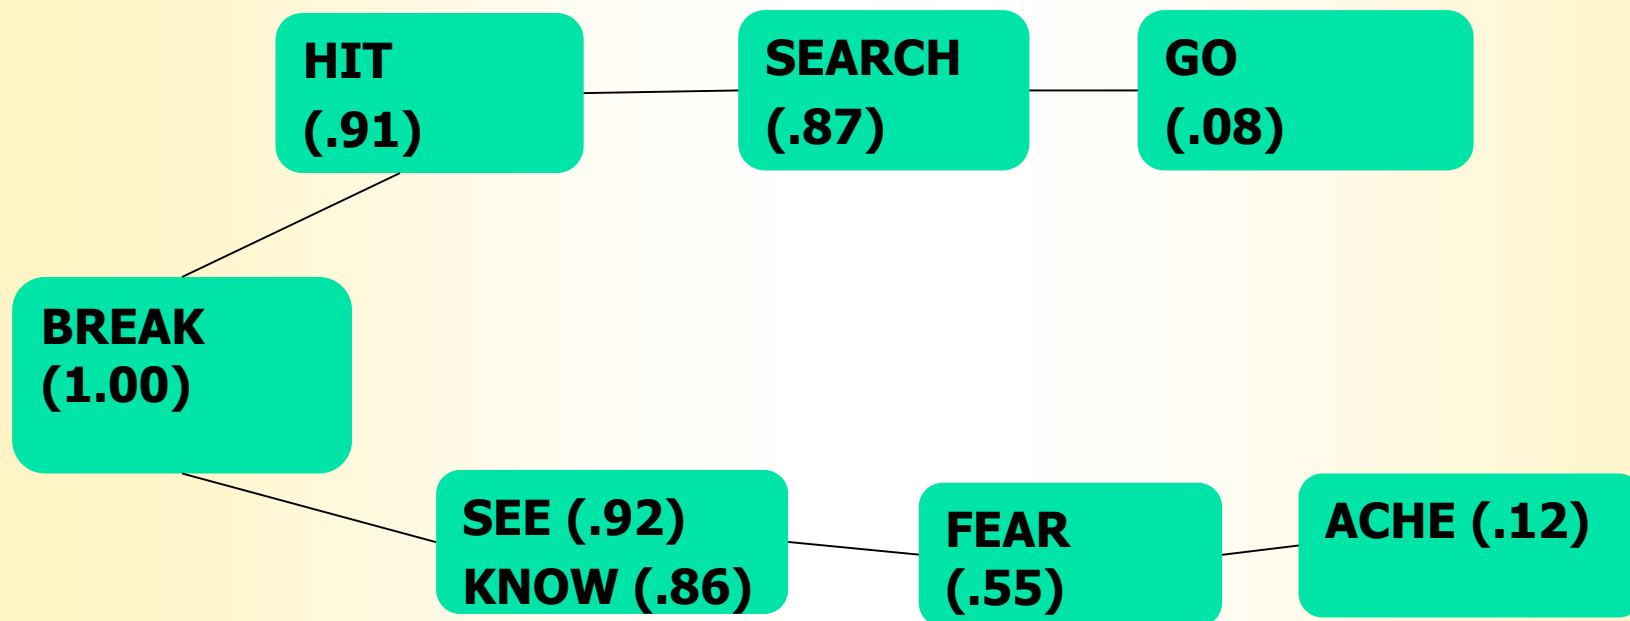 HIT
(.91)
SEARCH
(.87)
GO
(.08)
BREAK
(1.00)
SEE (.92)
KNOW (.86)
FEAR
(.55)
ACHE (.12)